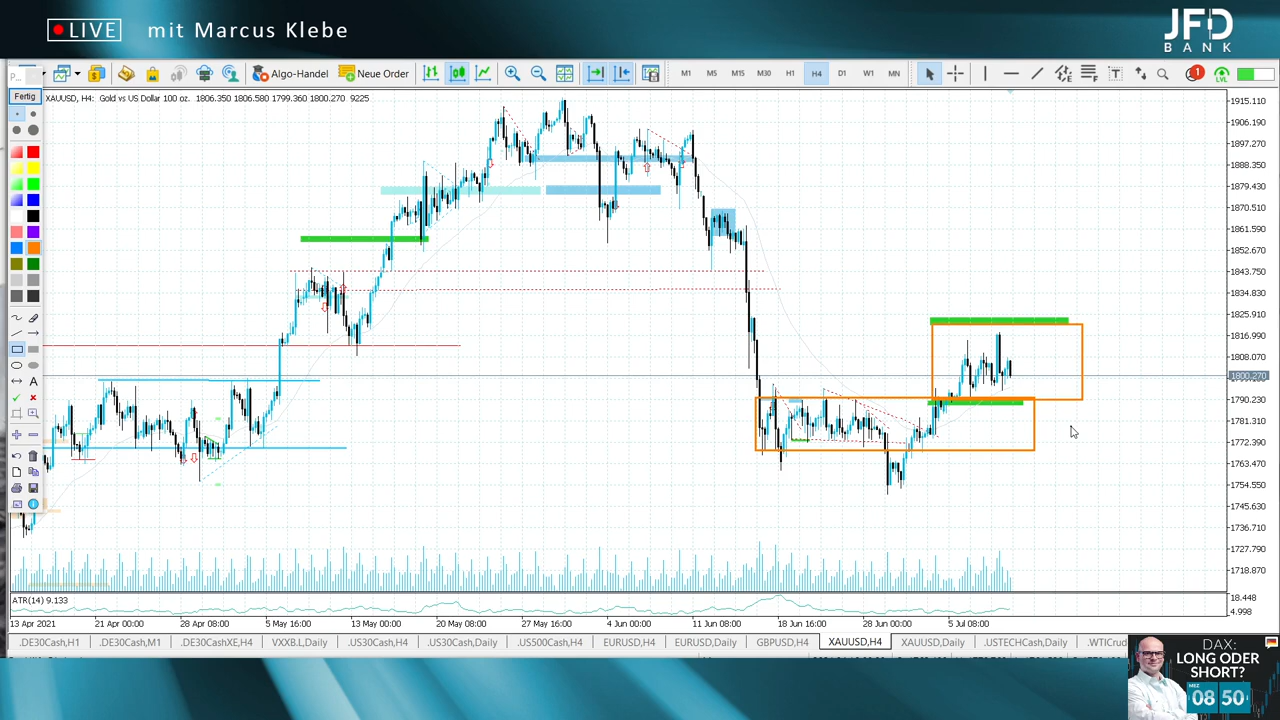 LIVE mit Marcus Klebe
JFD
BANK
Algo-Handel Neue Order M1 M5 M15 M30 H1 H4 D1 W1 MN 1 LVL
P...
Fertig
XAUUSD, H4: Gold vs US Dollar 100 oz. 1806.350 1806.580 1799.360 1800.270 9225
1915.110
1906.190
1897.270
1888.350
1879.430
1870.510
1861.590
1852.670
1843.750
1834.830
1825.910
1816.990
1808.070
1800.270
1790.230
1781.310
1772.390
1763.470
1754.550
1745.630
1736.710
1727.790
1718.870
ATR(14) 9.133
18.448
4.998
13 Apr 2021 21 Apr 00:00 28 Apr 08:00 5 May 16:00 13 May 00:00 20 May 08:00 27 May 16:00 4 Jun 00:00 11 Jun 08:00 18 Jun 16:00 28 Jun 00:00 5 Jul 08:00
.DE30Cash,H1 .DE30Cash,M1 .DE30CashXE,H4 VXXB.L,Daily .US30Cash,H4 .US30Cash,Daily .US500Cash,H4 EURUSD,H4 EURUSD,Daily GBPUSD,H4 XAUUSD,H4 XAUUSD,Daily .USTECHCash,Daily .WTICrud
DAX:
LONG ODER
SHORT?
MEZ
08 50